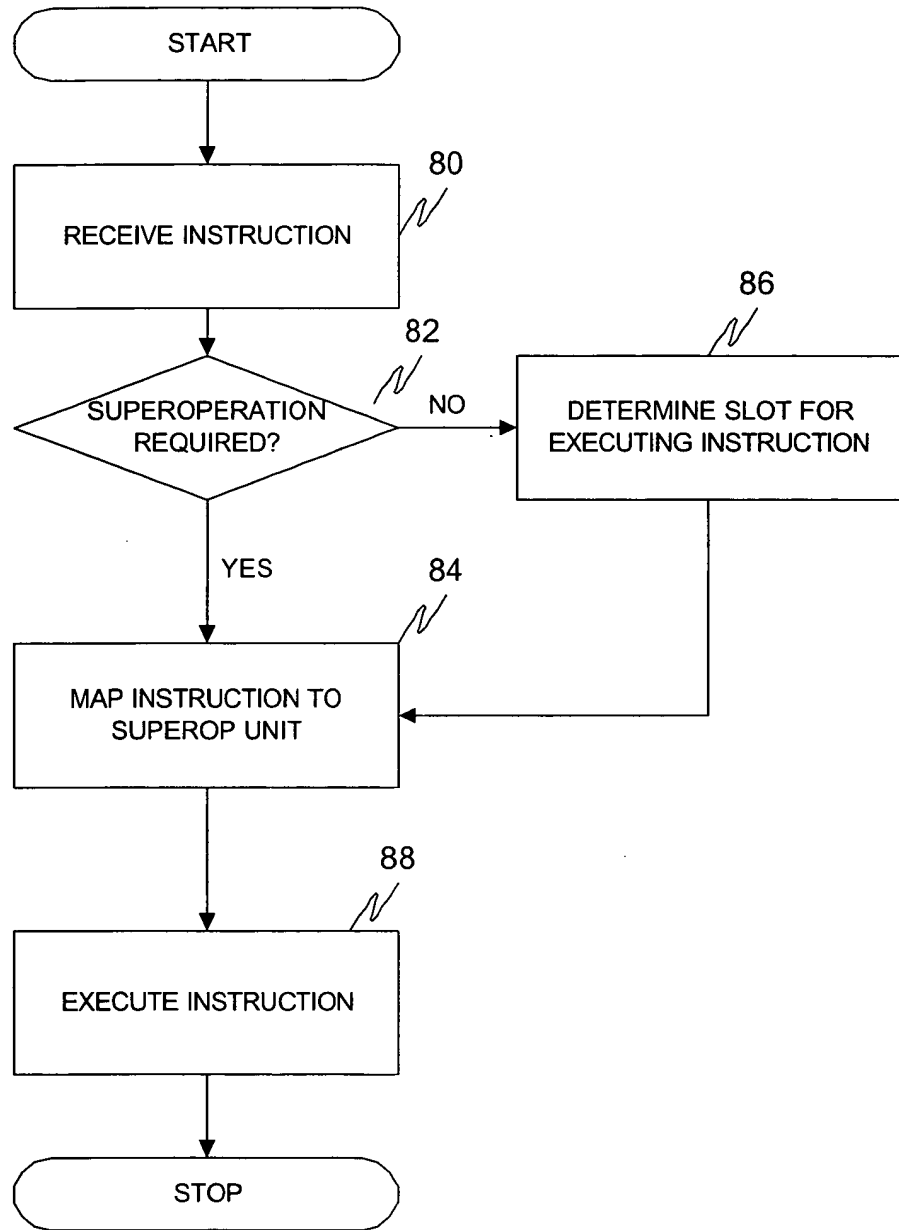 START
80
RECEIVE INSTRUCTION
82
SUPEROPERATION
REQUIRED?
NO
86
DETERMINE SLOT FOR
EXECUTING INSTRUCTION
YES
84
MAP INSTRUCTION TO
SUPEROP UNIT
88
EXECUTE INSTRUCTION
STOP